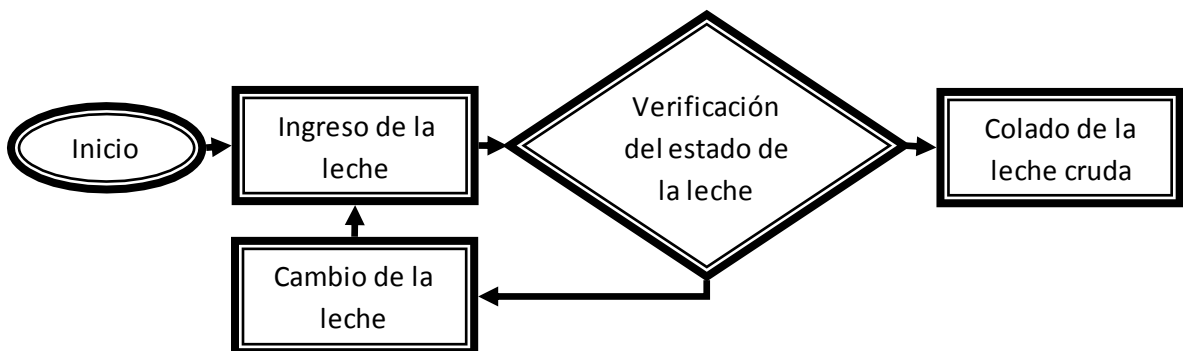 Inicio
Ingreso de la
leche
Verificación
del estado de
la leche
Colado de la
leche cruda
Cambio de la
leche